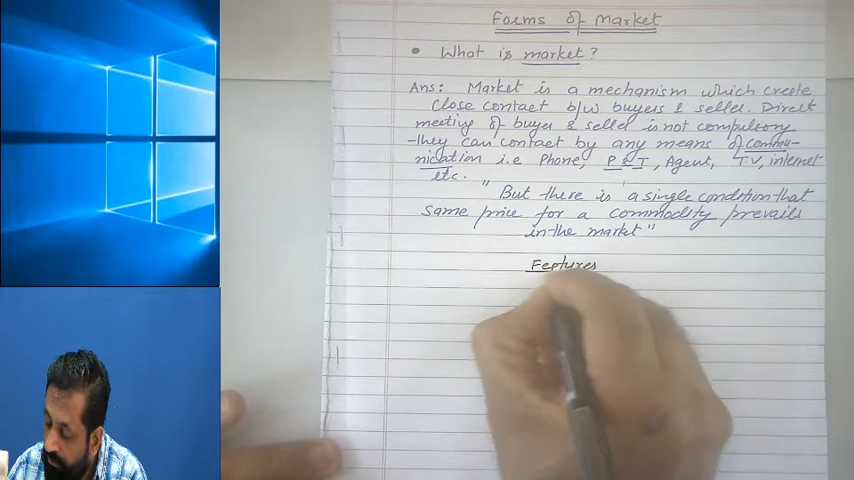 Forms of market
• What is market?
Ans: Market is a mechanism which create
close contact b/w buyers & seller. Direct
meeting of buyer & seller is not compulsory
they can contact by any means of commu-
nication i.e Phone, P & T, Agent, T.V, internet
etc.
" But there is a single condition that
same price for a commodity prevails
in the market "
Features